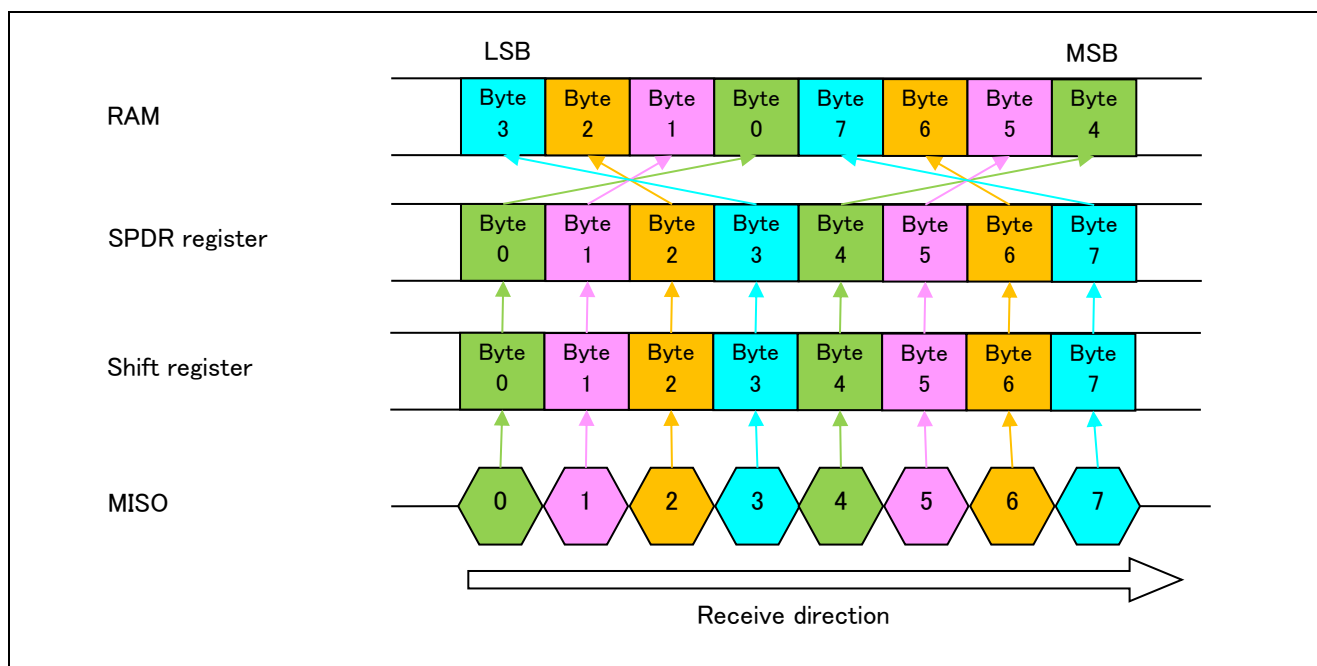 LSB MSB
RAM
Byte Byte Byte Byte Byte Byte Byte Byte
3 2 1 0 7 6 5 4
SPDR register
Byte Byte Byte Byte Byte Byte Byte Byte
0 1 2 3 4 5 6 7
Shift register
Byte Byte Byte Byte Byte Byte Byte Byte
0 1 2 3 4 5 6 7
MISO
0 1 2 3 4 5 6 7
Receive direction